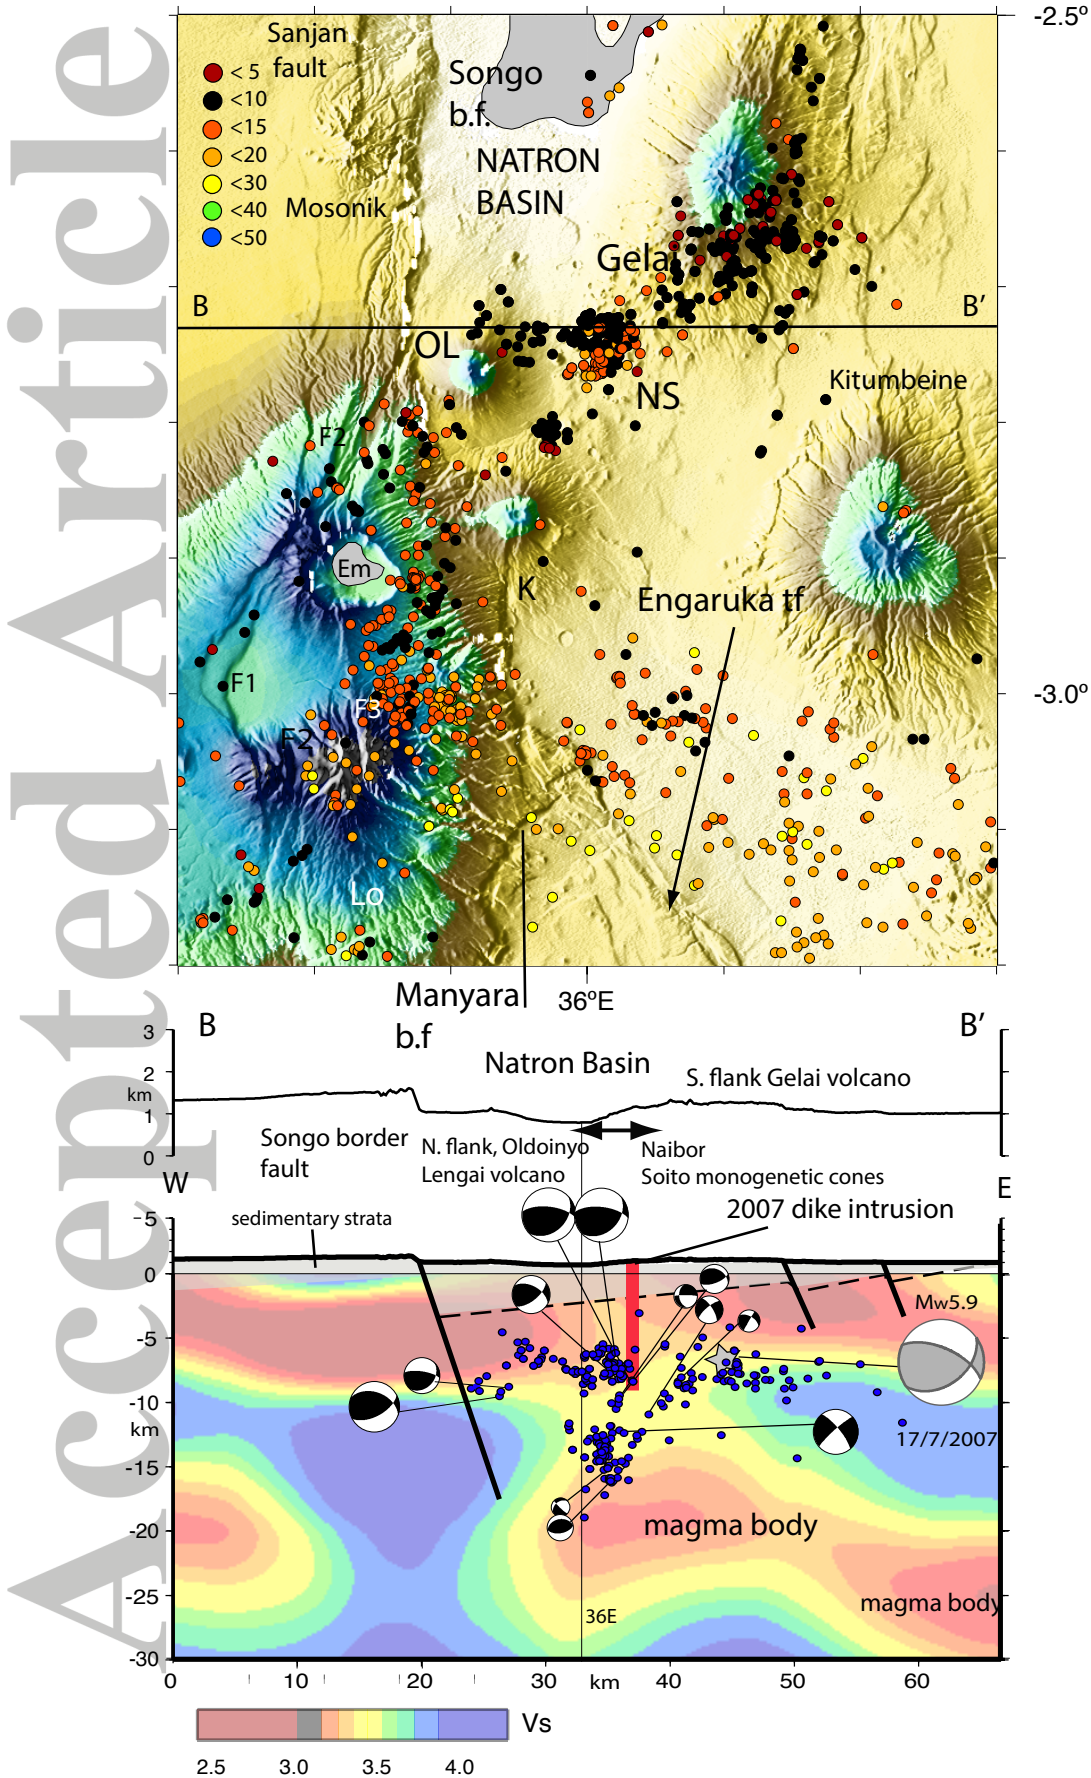 Accepted Article
-2.5º
Sanjan
fault
< 5
<10
<15
<20
<30
<40
<50
Songo
b.f.
NATRON
BASIN
Mosonik
Gelai
B
B'
OL
NS
Kitumbeine
F2
Em
K
Engaruka tf
F1
F3
F2
-3.0º
Lo
Manyara
b.f
36ºE
B
B'
3
2
km
1
0
Natron Basin
S. flank Gelai volcano
Songo border
fault
N. flank, Oldoinyo
Lengai volcano
Naibor
Soito monogenetic cones
W
E
2007 dike intrusion
sedimentary strata
5
0
-5
-10
km
-15
-20
-25
-30
Mw5.9
17/7/2007
magma body
magma body
36E
0
10
20
30
km
40
50
60
Vs
2.5
3.0
3.5
4.0